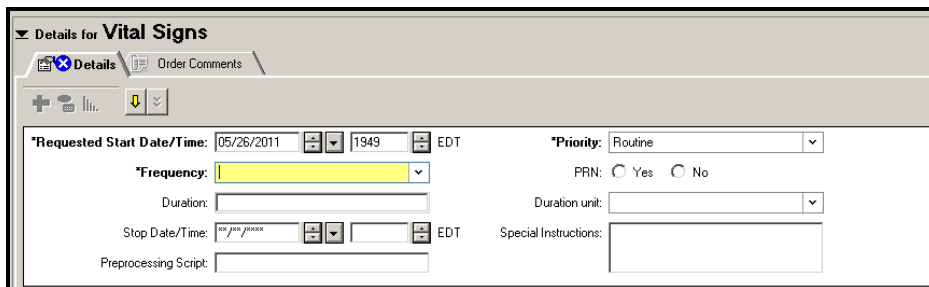 Details for Vital Signs
Details Order Comments
*Requested Start Date/Time: 05/26/2011 1949 EDT *Priority: Routine
*Frequency: PRN: Yes No
Duration: Duration unit:
Stop Date/Time: **/**/**** EDT Special Instructions:
Preprocessing Script: